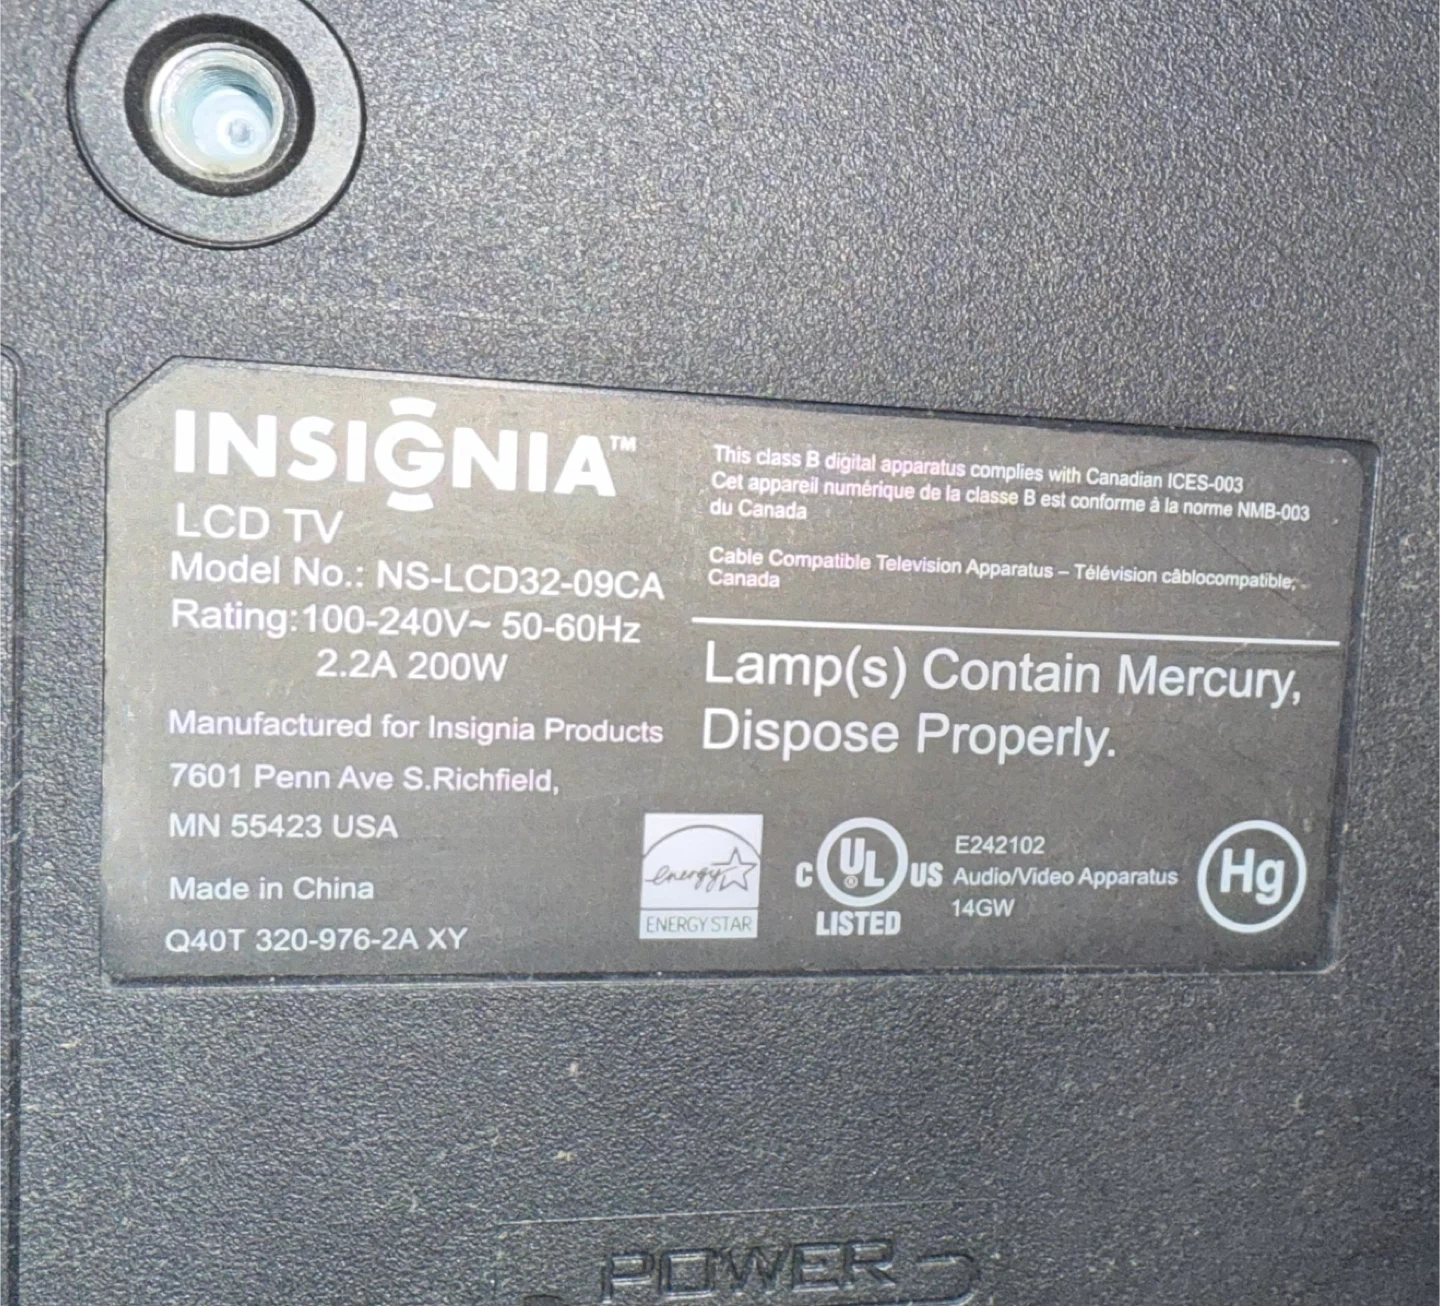 INSIGNIA™
LCD TV
Model No.: NS-LCD32-09CA
Rating:100-240V~ 50-60Hz
2.2A 200W
Manufactured for Insignia Products
7601 Penn Ave S.Richfield,
MN 55423 USA
Made in China
Q40T 320-976-2A XY
This class B digital apparatus complies with Canadian ICES-003
Cet appareil numérique de la classe B est conforme à la norme NMB-003
du Canada
Cable Compatible Television Apparatus – Télévision câblocompatible,
Canada
Lamp(s) Contain Mercury,
Dispose Properly.
energy
ENERGY STAR
C UL® US
LISTED
E242102
Audio/Video Apparatus
14GW
Hg
POWER